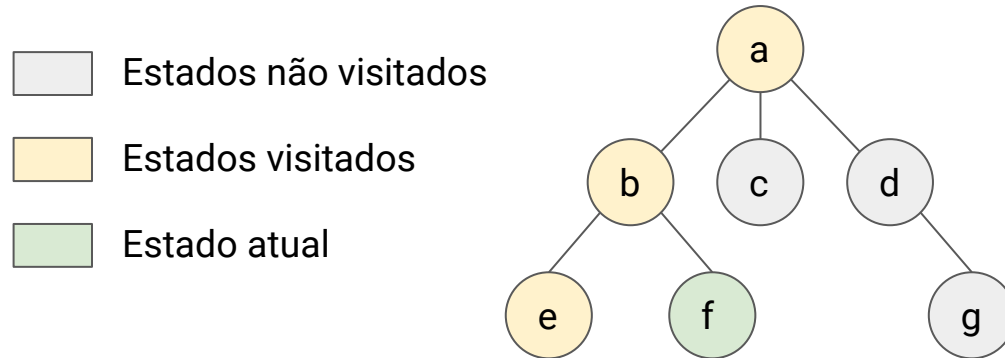 Estados não visitados
Estados visitados
Estado atual
a
b
c
d
e
f
g